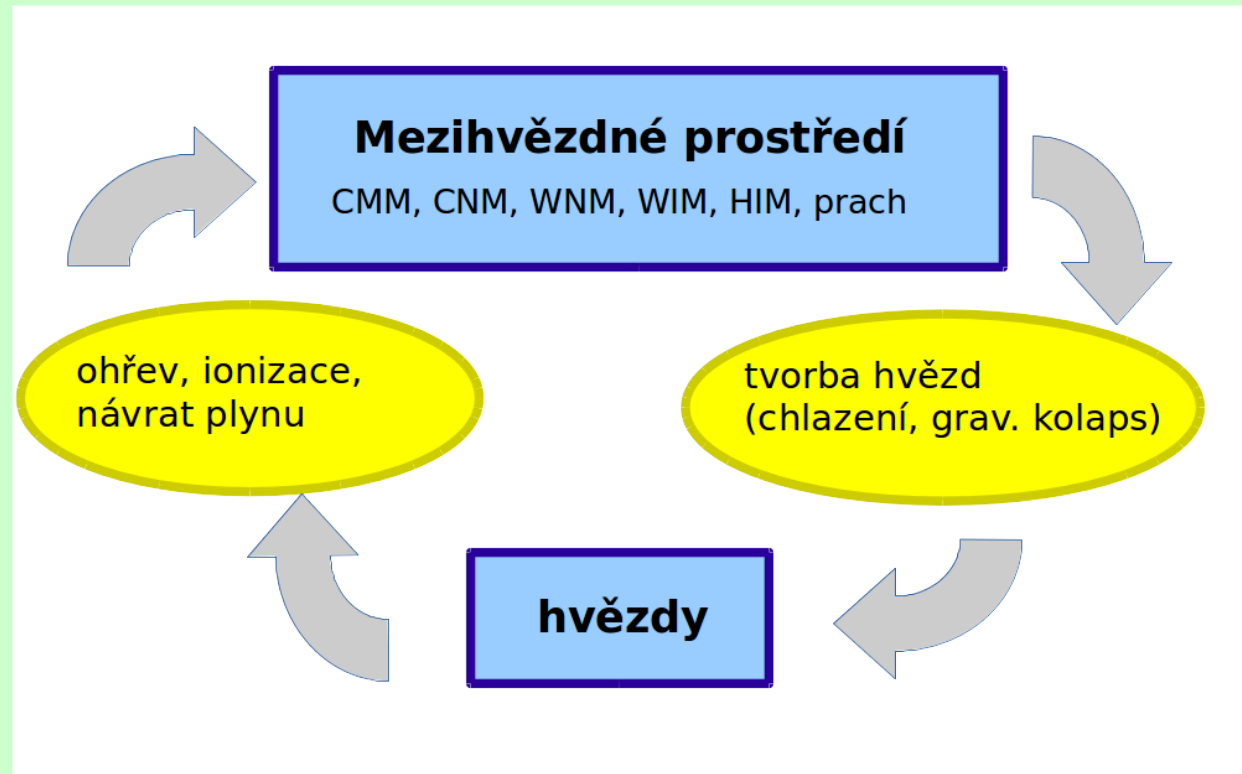 Mezihvězdné prostředí
CMM, CNM, WNM, WIM, HIM, prach
ohřev, ionizace,
návrat plynu
tvorba hvězd
(chlazení, grav. kolaps)
hvězdy